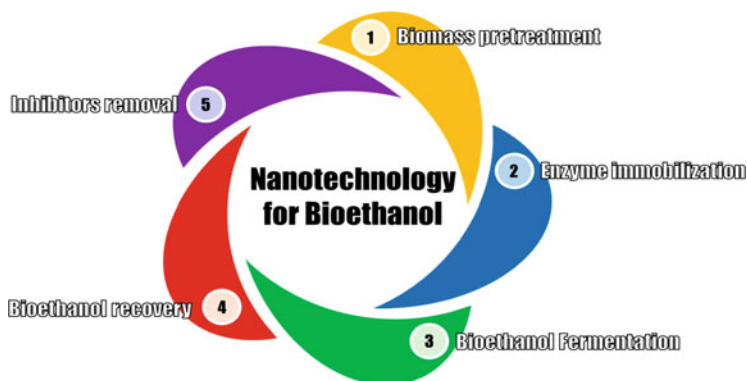 1
Biomass pretreatment
2
Enzyme immobilization
3
Bioethanol Fermentation
4
Bioethanol recovery
5
Inhibitors removal
Nanotechnology
for Bioethanol